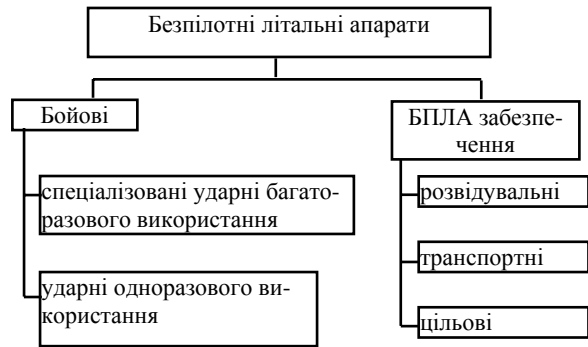 Безпілотні літальні апарати
Бойові
спеціалізовані ударні багато-
разового використання
ударні одноразового ви-
користання
БПЛА забезпе-
чення
розвідувальні
транспортні
цільові